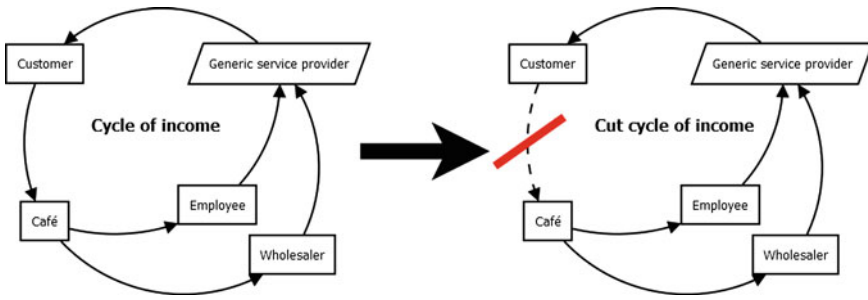 Customer
Generic service provider
Cycle of income
Café
Employee
Wholesaler
Customer
Generic service provider
Cut cycle of income
Café
Employee
Wholesaler